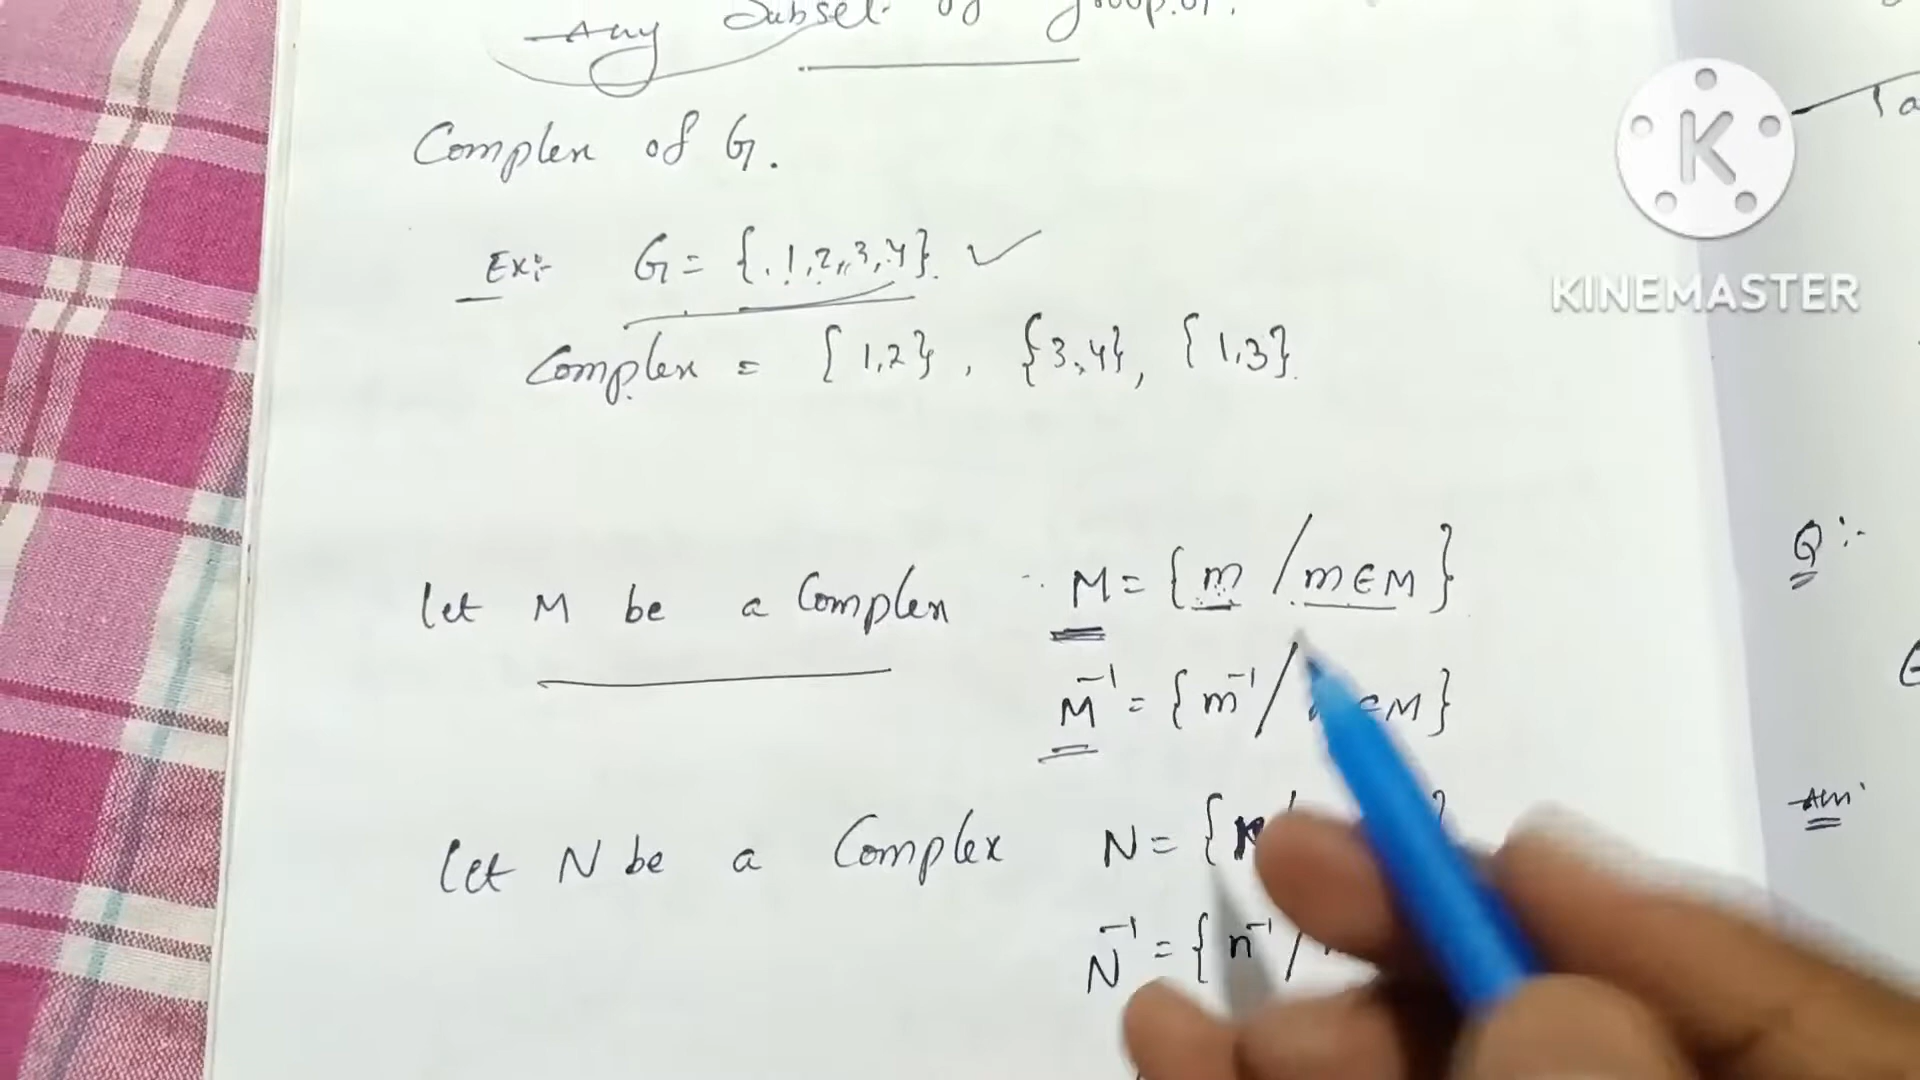 Any Subset of group.G.
Complex of G.
Ex:- G = {1,2,3,4}. ✓
Complex = {1,2}, {3,4}, {1,3}.
Let M be a Complex M = {m / m∈M}
M⁻¹ = {m⁻¹ / ∈M}
Let N be a Complex N = {n /
N⁻¹ = {n⁻¹ /
Q:-
Ans:
K
KINEMASTER